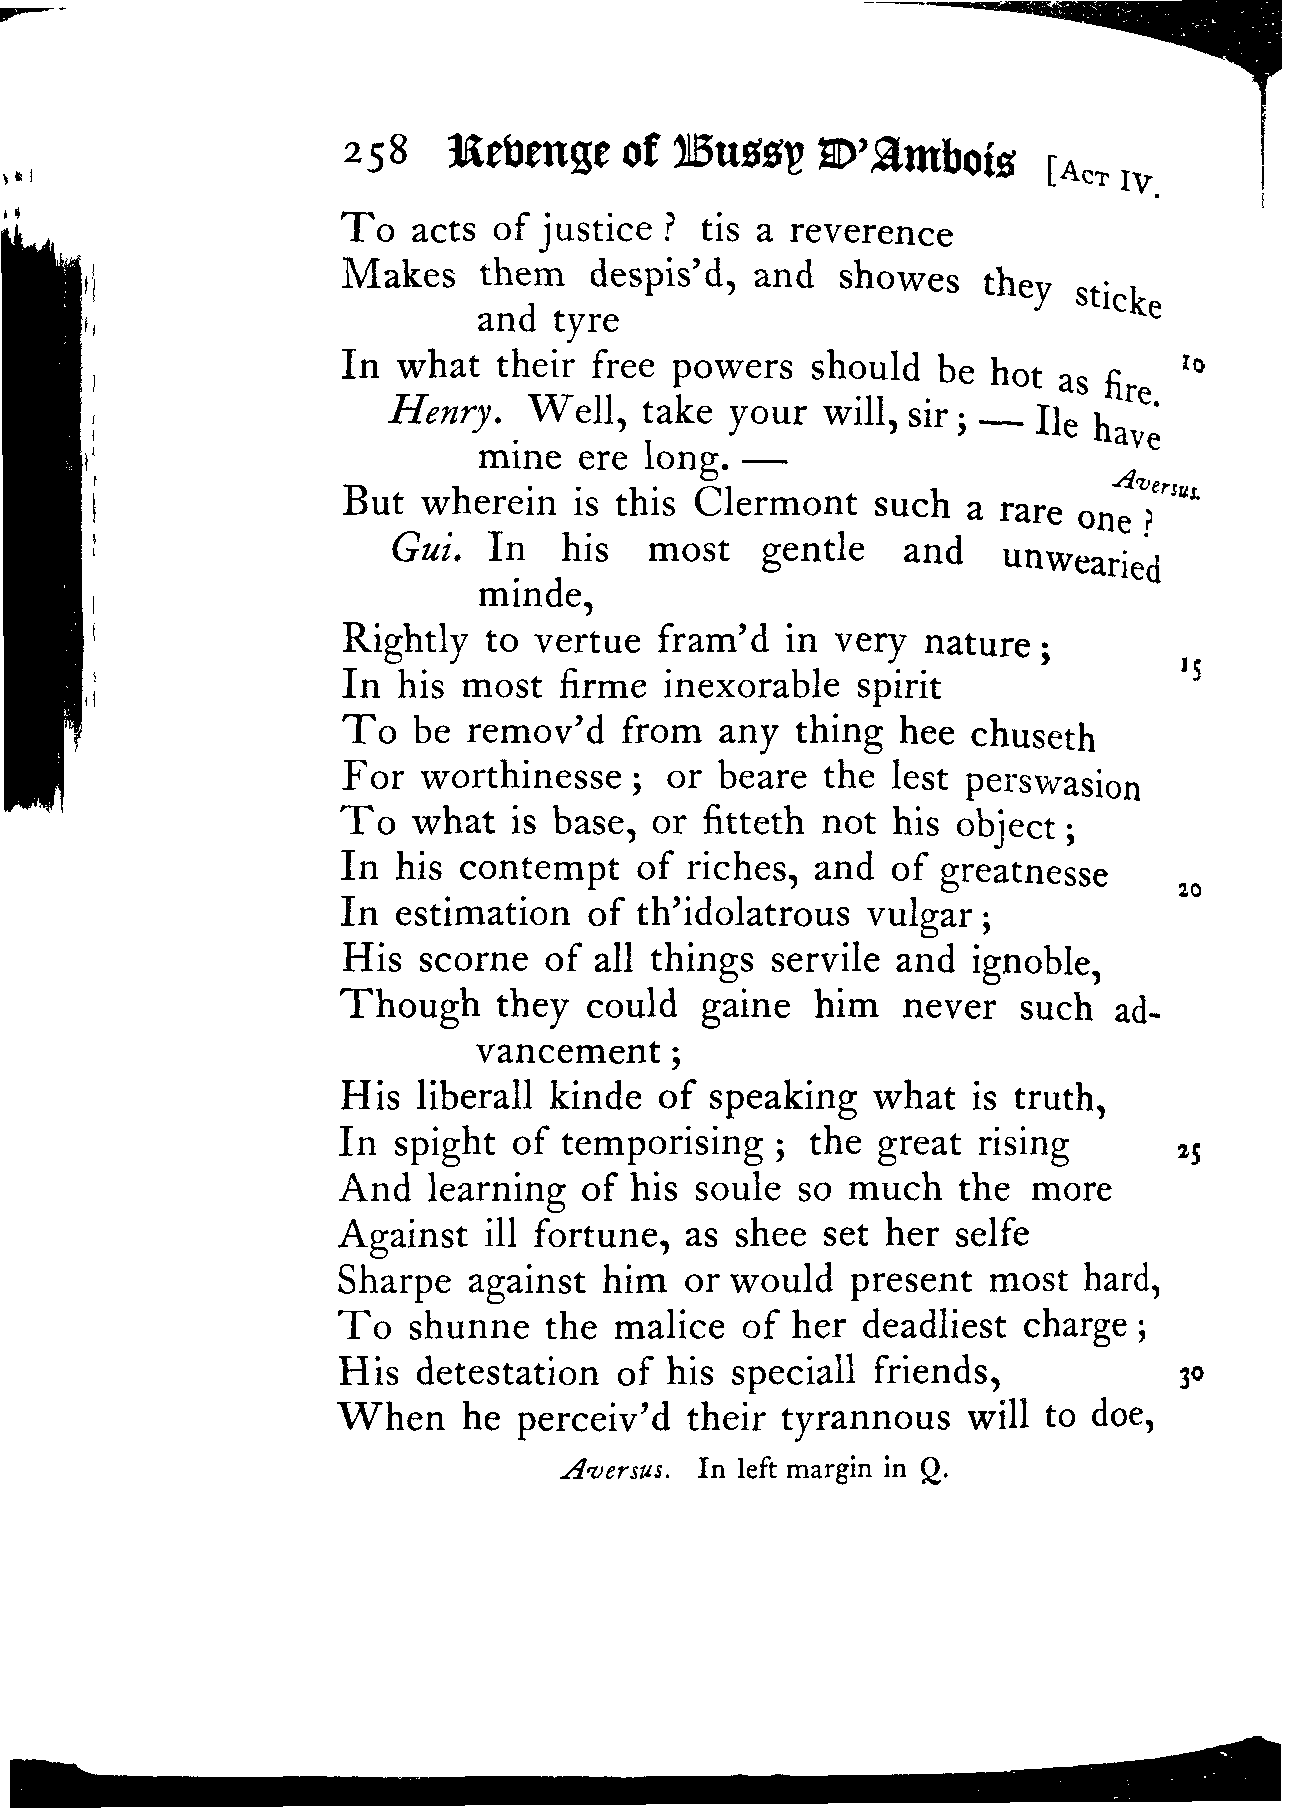 258 Revenge of Bussy D'Ambois [ACT IV.
To acts of justice ? tis a reverence
Makes them despis'd, and showes they sticke
and tyre
In what their free powers should be hot as fire. 10
Henry. Well, take your will, sir ; — Ile have
mine ere long. — Aversus.
But wherein is this Clermont such a rare one ?
Gui. In his most gentle and unwearied
minde,
Rightly to vertue fram'd in very nature ;
In his most firme inexorable spirit 15
To be remov'd from any thing hee chuseth
For worthinesse ; or beare the lest perswasion
To what is base, or fitteth not his object ;
In his contempt of riches, and of greatnesse
In estimation of th'idolatrous vulgar ; 20
His scorne of all things servile and ignoble,
Though they could gaine him never such ad-
vancement ;
His liberall kinde of speaking what is truth,
In spight of temporising ; the great rising 25
And learning of his soule so much the more
Against ill fortune, as shee set her selfe
Sharpe against him or would present most hard,
To shunne the malice of her deadliest charge ;
His detestation of his speciall friends, 30
When he perceiv'd their tyrannous will to doe,
Aversus. In left margin in Q.